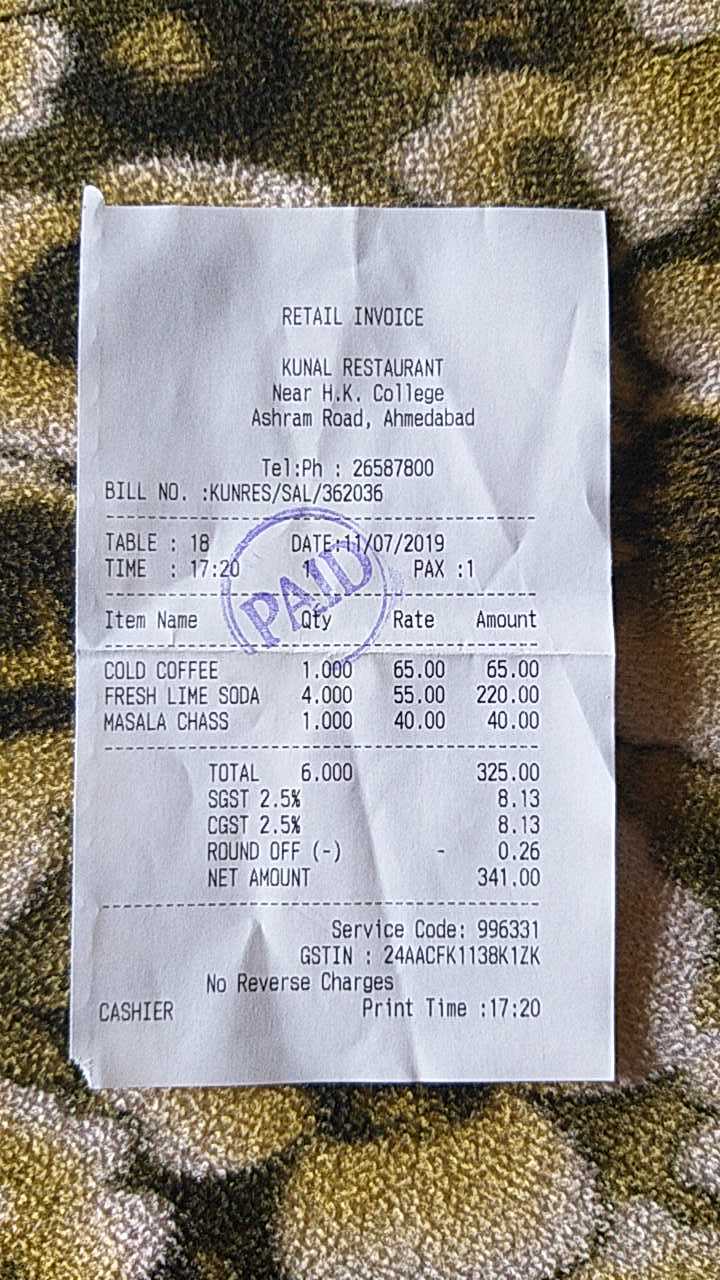 RETAIL INVOICE
KUNAL RESTAURANT
Near H.K. College
Ashram Road, Ahmedabad
Tel:Ph : 26587800
BILL NO. :KUNRES/SAL/362036
TABLE : 18 DATE:11/07/2019
TIME : 17:20 1 PAX :1
PAID
Item Name Qty Rate Amount
COLD COFFEE 1.000 65.00 65.00
FRESH LIME SODA 4.000 55.00 220.00
MASALA CHASS 1.000 40.00 40.00
TOTAL 6.000 325.00
SGST 2.5% 8.13
CGST 2.5% 8.13
ROUND OFF (-) - 0.26
NET AMOUNT 341.00
Service Code: 996331
GSTIN : 24AACFK1138K1ZK
No Reverse Charges
CASHIER Print Time :17:20